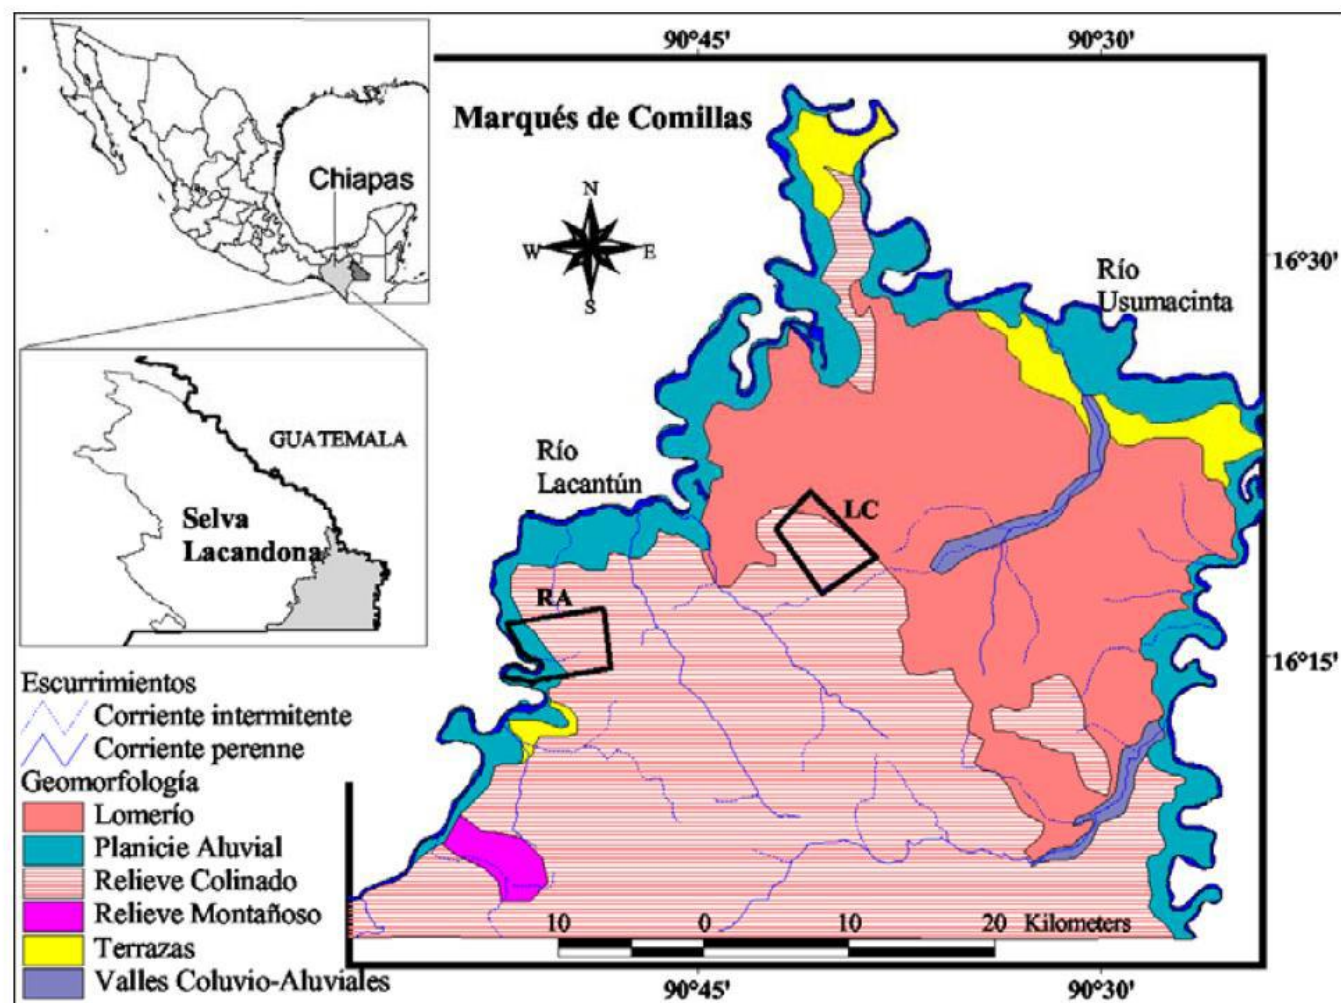 90°45'
90°30'
Marqués de Comillas
Chiapas
N
W
E
S
16°30'
Río
Usumacinta
GUATEMALA
Selva
Lacandona
Río
Lacantún
LC
RA
16°15'
Escurrimientos
Corriente intermitente
Corriente perenne
Geomorfología
Lomerío
Planicie Aluvial
Relieve Colinado
Relieve Montañoso
Terrazas
Valles Coluvio-Aluviales
10 0 10 20 Kilometers
90°45'
90°30'